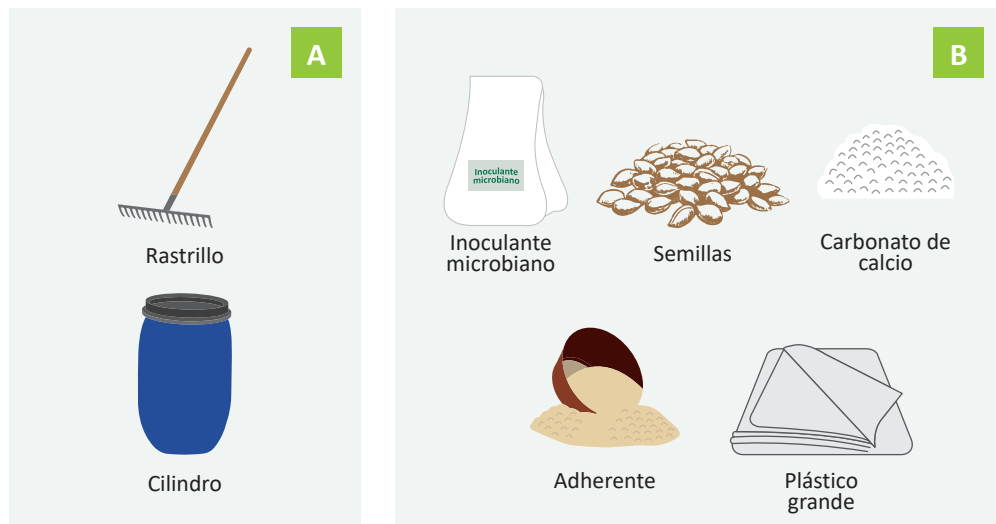 A
Rastrillo
Cilindro
B
Inoculante
microbiano
Inoculante
microbiano
Semillas
Carbonato de
calcio
Adherente
Plástico
grande